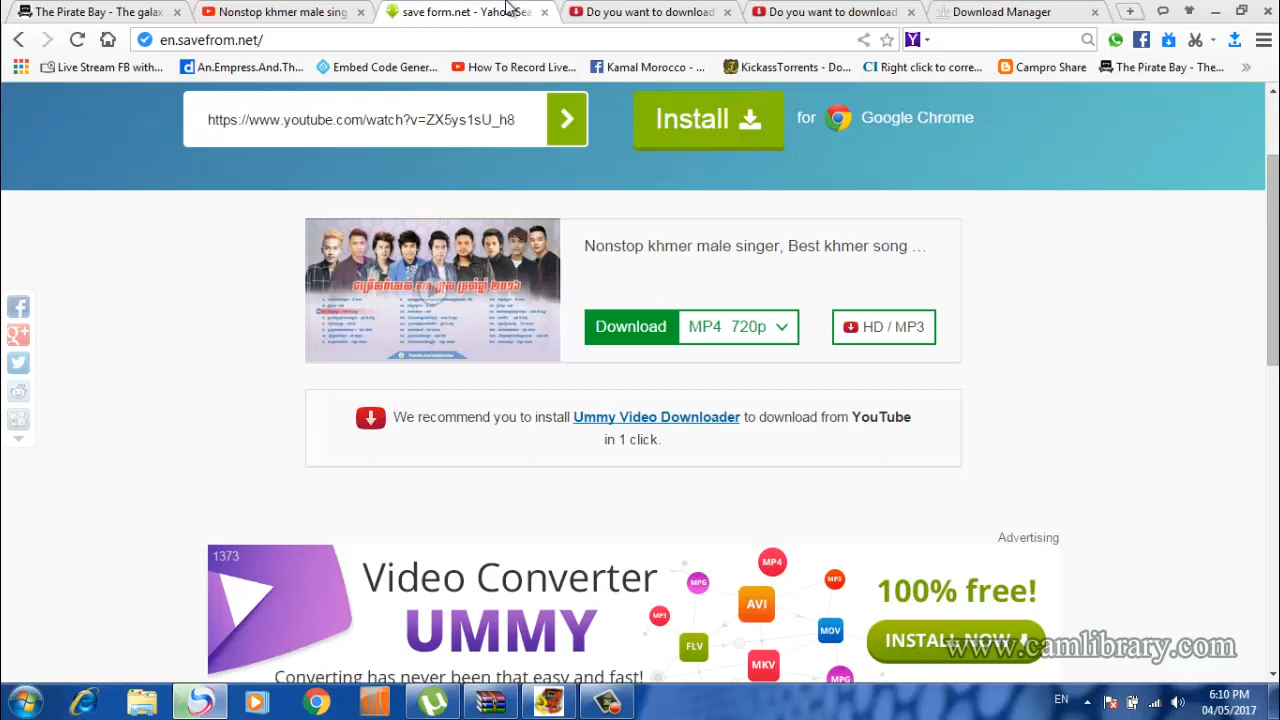 The Pirate Bay - The gala
Nonstop khmer male sing
save form.net - Yahoo Sea
Do you want to download
Do you want to download
Download Manager
en.savefrom.net/
Live Stream FB with...
An.Empress.And.Th...
Embed Code Gener...
How To Record Live...
Kamal Morocco - ...
KickassTorrents - Do...
CI Right click to corre...
Campro Share
The Pirate Bay - The...
https://www.youtube.com/watch?v=ZX5ys1sU_h8
Install
for
Google Chrome
Nonstop khmer male singer, Best khmer song ...
Download
MP4 720p
HD / MP3
We recommend you to install Ummy Video Downloader to download from YouTube
in 1 click.
Advertising
1373
Video Converter
UMMY
Converting has never been that easy and fast!
MP4
MPG
MP3
AVI
MP3
MOV
FLV
MKV
MPG
100% free!
INSTALL NOW
www.camlibrary.com
EN
6:10 PM
04/05/2017